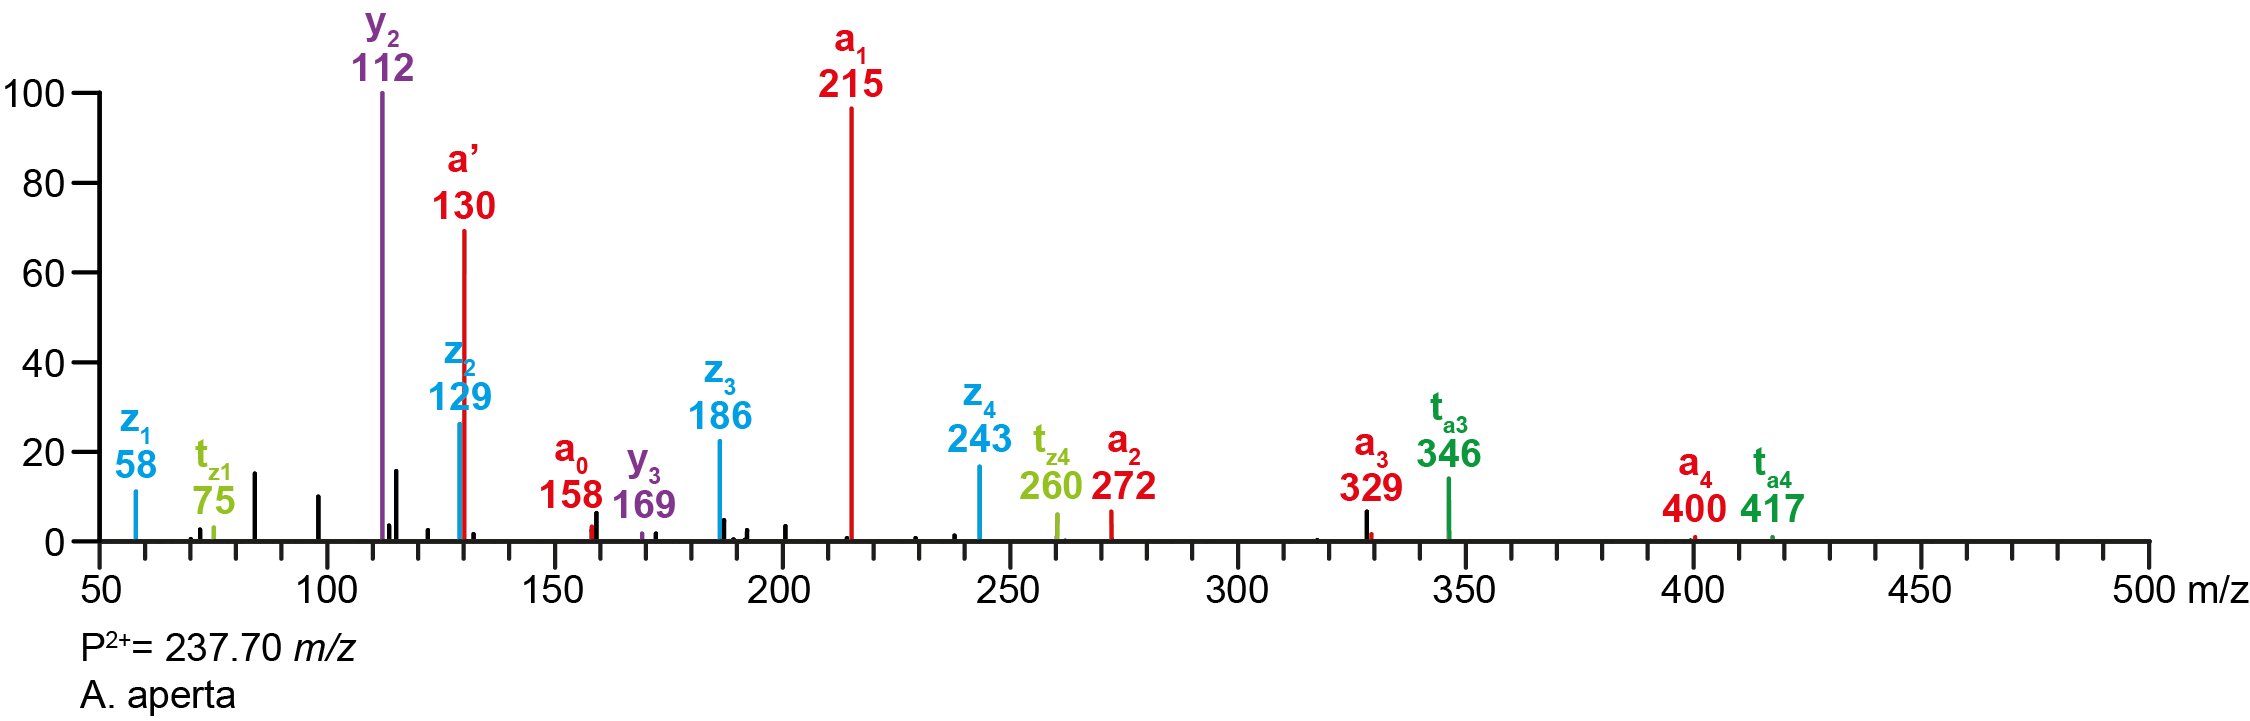 y2
112
a1
215
100
a'
130
80
60
z2
129
40
z1
58
tz1
75
a0
158
y3
169
z3
186
z4
243
tz4
260
a2
272
a3
329
ta3
346
a4
400
ta4
417
20
0
50 100 150 200 250 300 350 400 450 500 m/z
P2+= 237.70 m/z
A. aperta